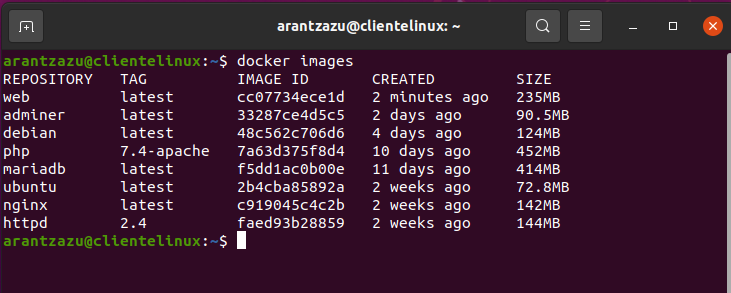 arantzazu@clientelinux: ~
arantzazu@clientelinux:~$ docker images
REPOSITORY   TAG          IMAGE ID       CREATED         SIZE
web          latest       cc07734ece1d   2 minutes ago   235MB
adminer      latest       33287ce4d5c5   2 days ago      90.5MB
debian       latest       48c562c706d6   4 days ago      124MB
php          7.4-apache   7a63d375f8d4   10 days ago     452MB
mariadb      latest       f5dd1ac0b00e   11 days ago     414MB
ubuntu       latest       2b4cba85892a   2 weeks ago     72.8MB
nginx        latest       c919045c4c2b   2 weeks ago     142MB
httpd        2.4          faed93b28859   2 weeks ago     144MB
arantzazu@clientelinux:~$